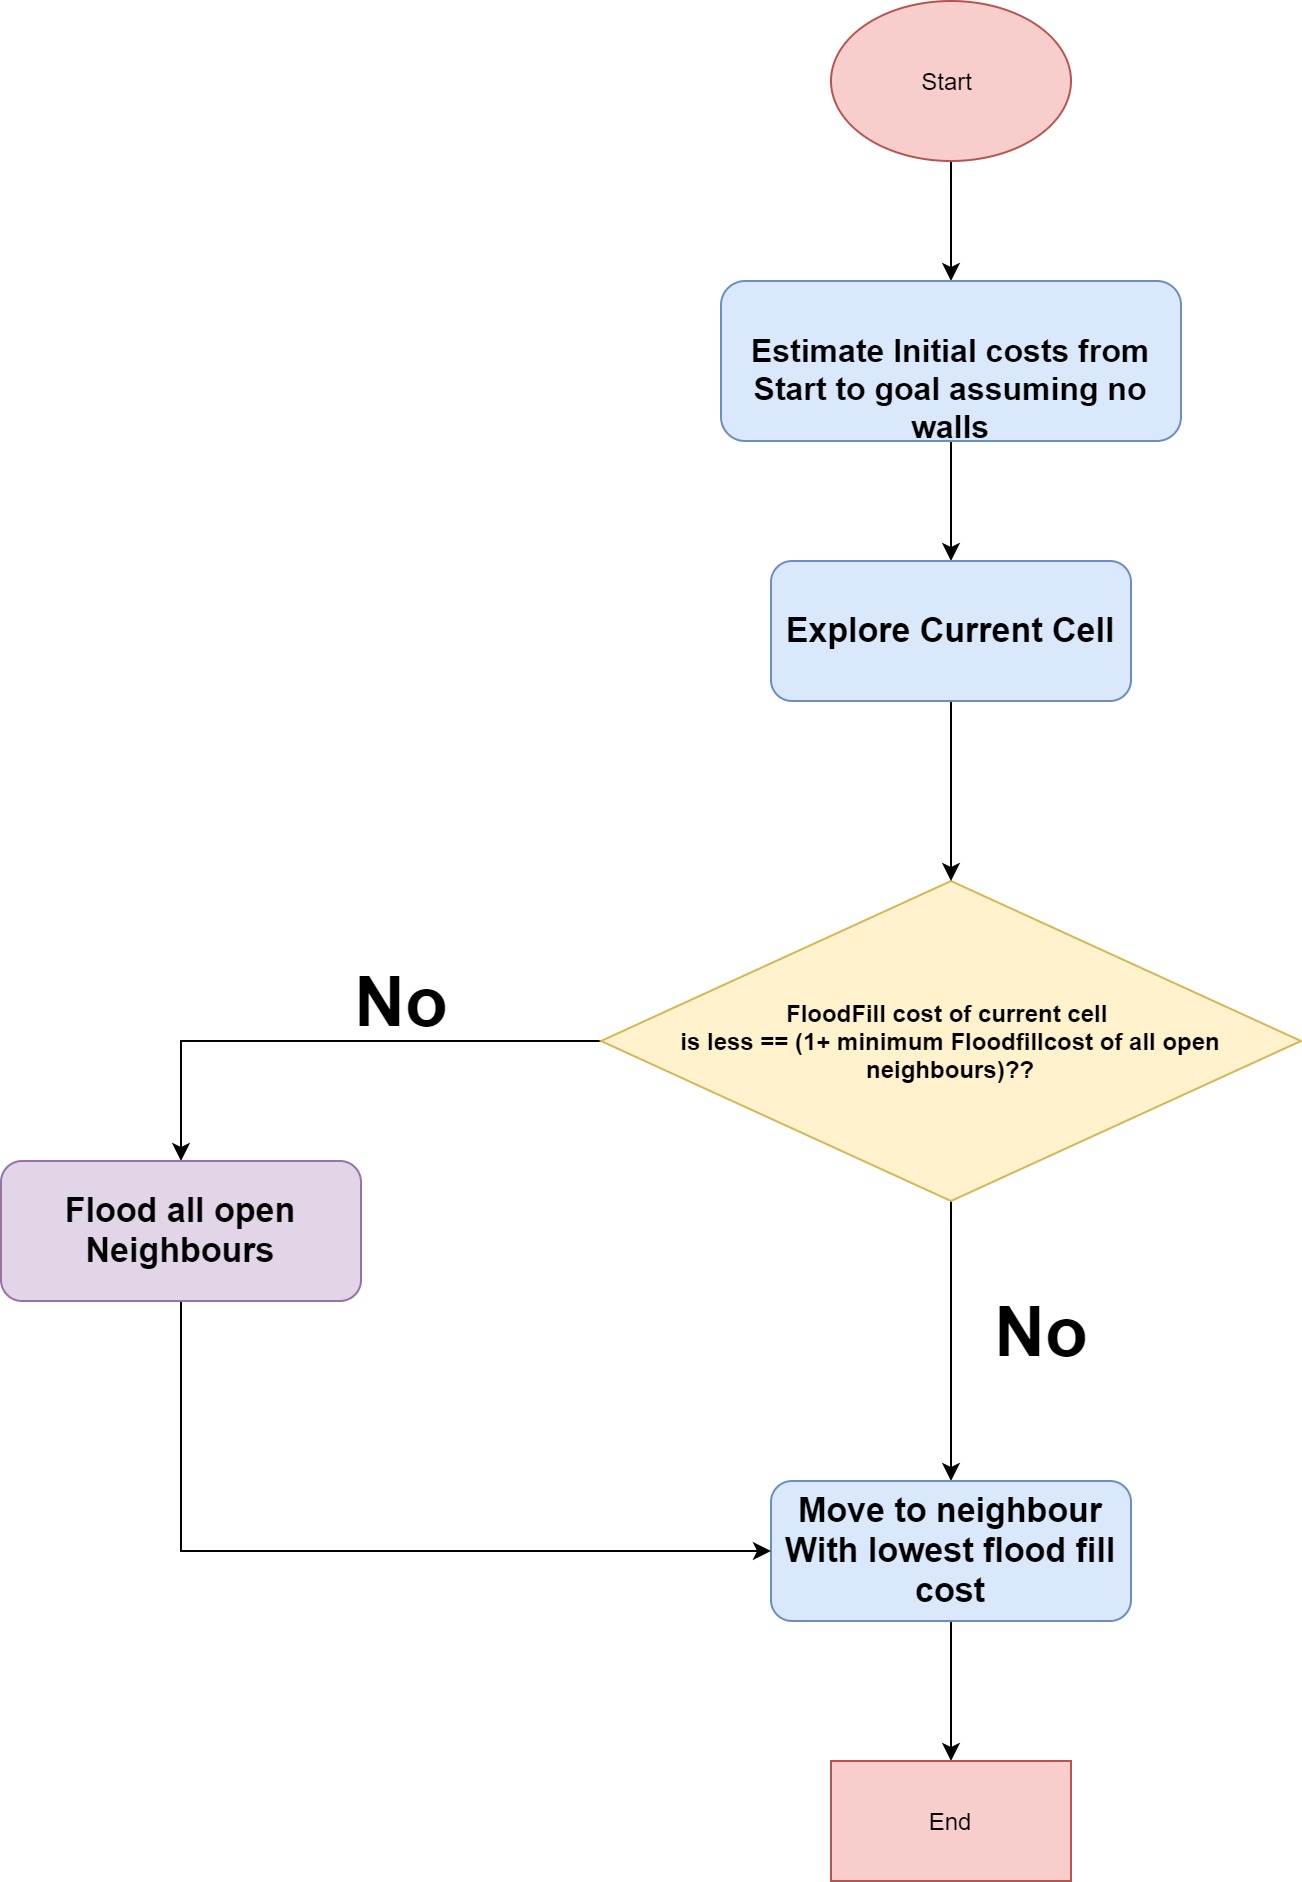 Start
Estimate Initial costs from
Start to goal assuming no
walls
Explore Current Cell
No
FloodFill cost of current cell
is less == (1+ minimum Floodfillcost of all open
neighbours)??
Flood all open
Neighbours
No
Move to neighbour
With lowest flood fill
cost
End